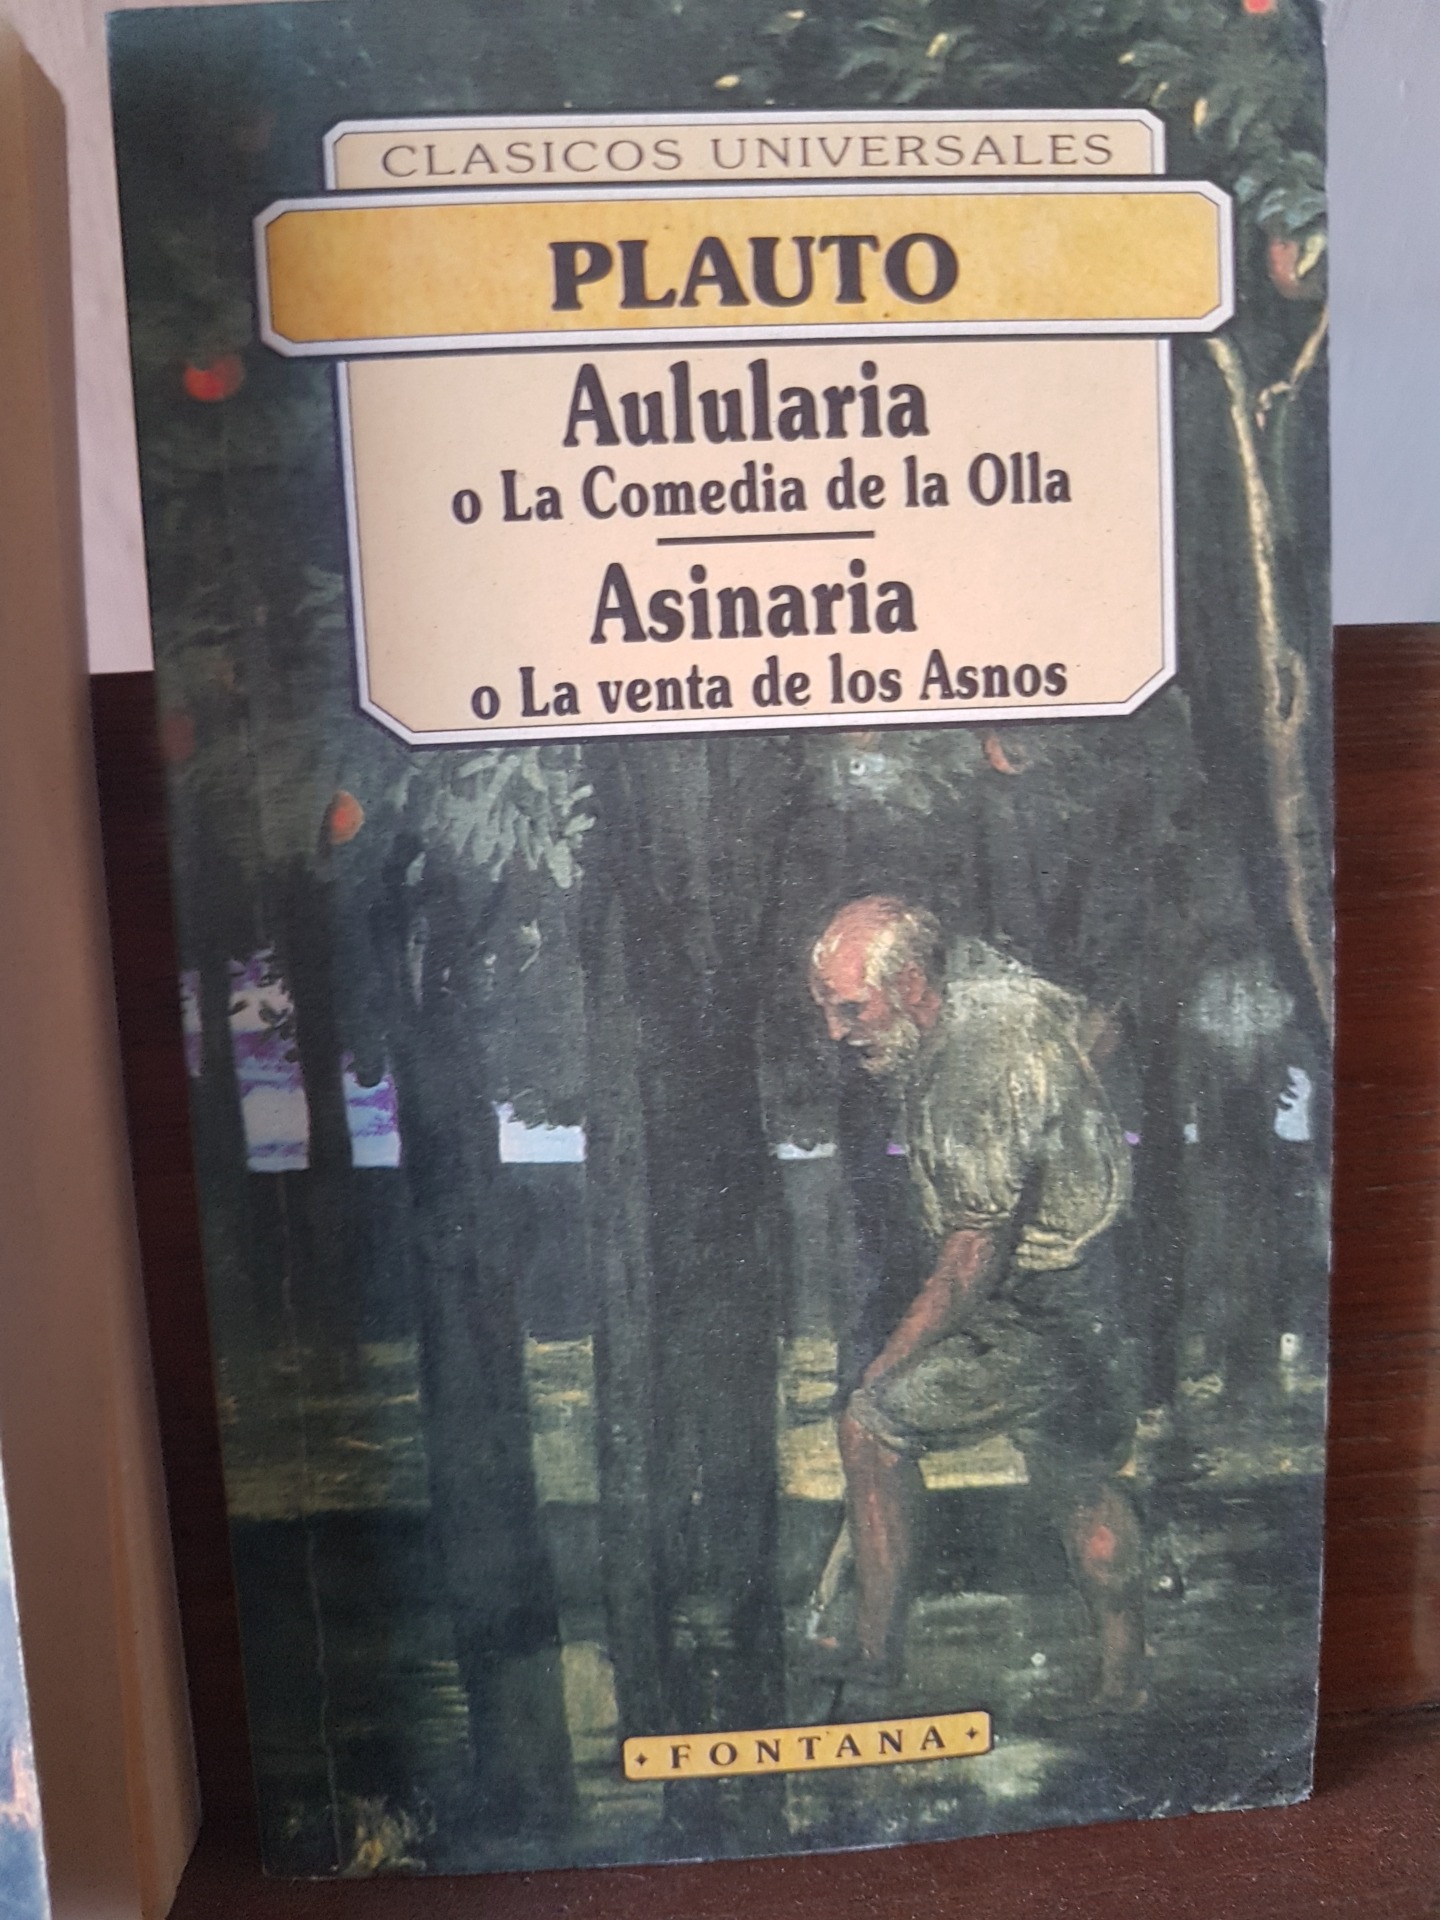 CLASICOS UNIVERSALES
PLAUTO
Aulularia
o La Comedia de la Olla
Asinaria
o La venta de los Asnos
FONTANA